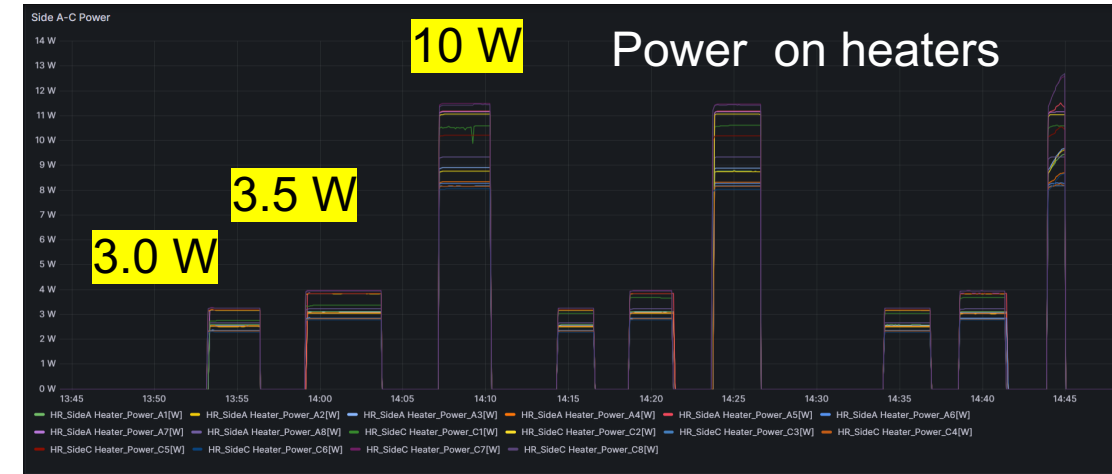 Side A-C Power
10 W
Power on heaters
3.5 W
3.0 W
14 W
13 W
12 W
11 W
10 W
9 W
8 W
7 W
6 W
5 W
4 W
3 W
2 W
1 W
0 W
13:45 13:50 13:55 14:00 14:05 14:10 14:15 14:20 14:25 14:30 14:35 14:40 14:45
HR_SideA Heater_Power_A1[W] HR_SideA Heater_Power_A2[W] HR_SideA Heater_Power_A3[W] HR_SideA Heater_Power_A4[W] HR_SideA Heater_Power_A5[W] HR_SideA Heater_Power_A6[W]
HR_SideA Heater_Power_A7[W] HR_SideA Heater_Power_A8[W] HR_SideC Heater_Power_C1[W] HR_SideC Heater_Power_C2[W] HR_SideC Heater_Power_C3[W] HR_SideC Heater_Power_C4[W]
HR_SideC Heater_Power_C5[W] HR_SideC Heater_Power_C6[W] HR_SideC Heater_Power_C7[W] HR_SideC Heater_Power_C8[W]